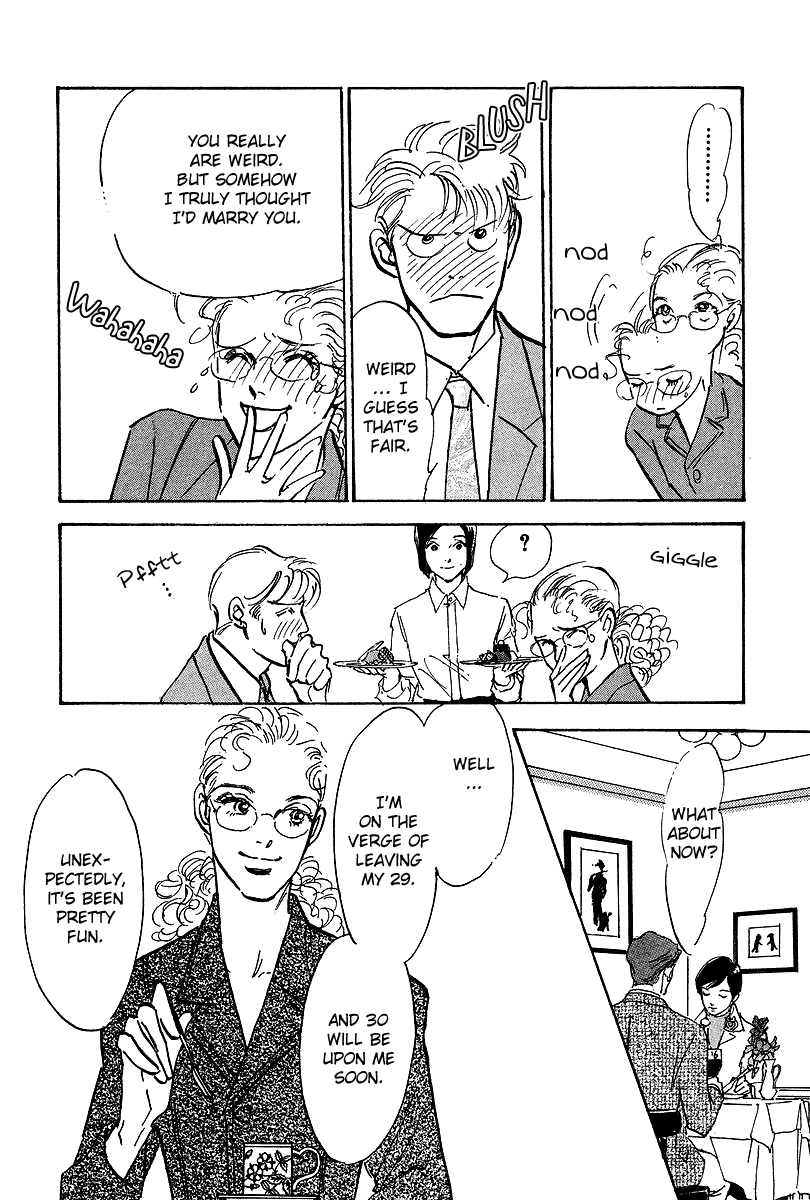 ..........
nod
nod
nod
BLUSH
WEIRD
... I
GUESS
THAT'S
FAIR.
YOU REALLY
ARE WEIRD.
BUT SOMEHOW
I TRULY THOUGHT
I'D MARRY YOU.
Wahahaha
GIGGLE
?
Pfftt
...
WHAT
ABOUT
NOW?
WELL
...
I'M
ON THE
VERGE OF
LEAVING
MY 29.
AND 30
WILL BE
UPON ME
SOON.
UNEX-
PECTEDLY,
IT'S BEEN
PRETTY
FUN.